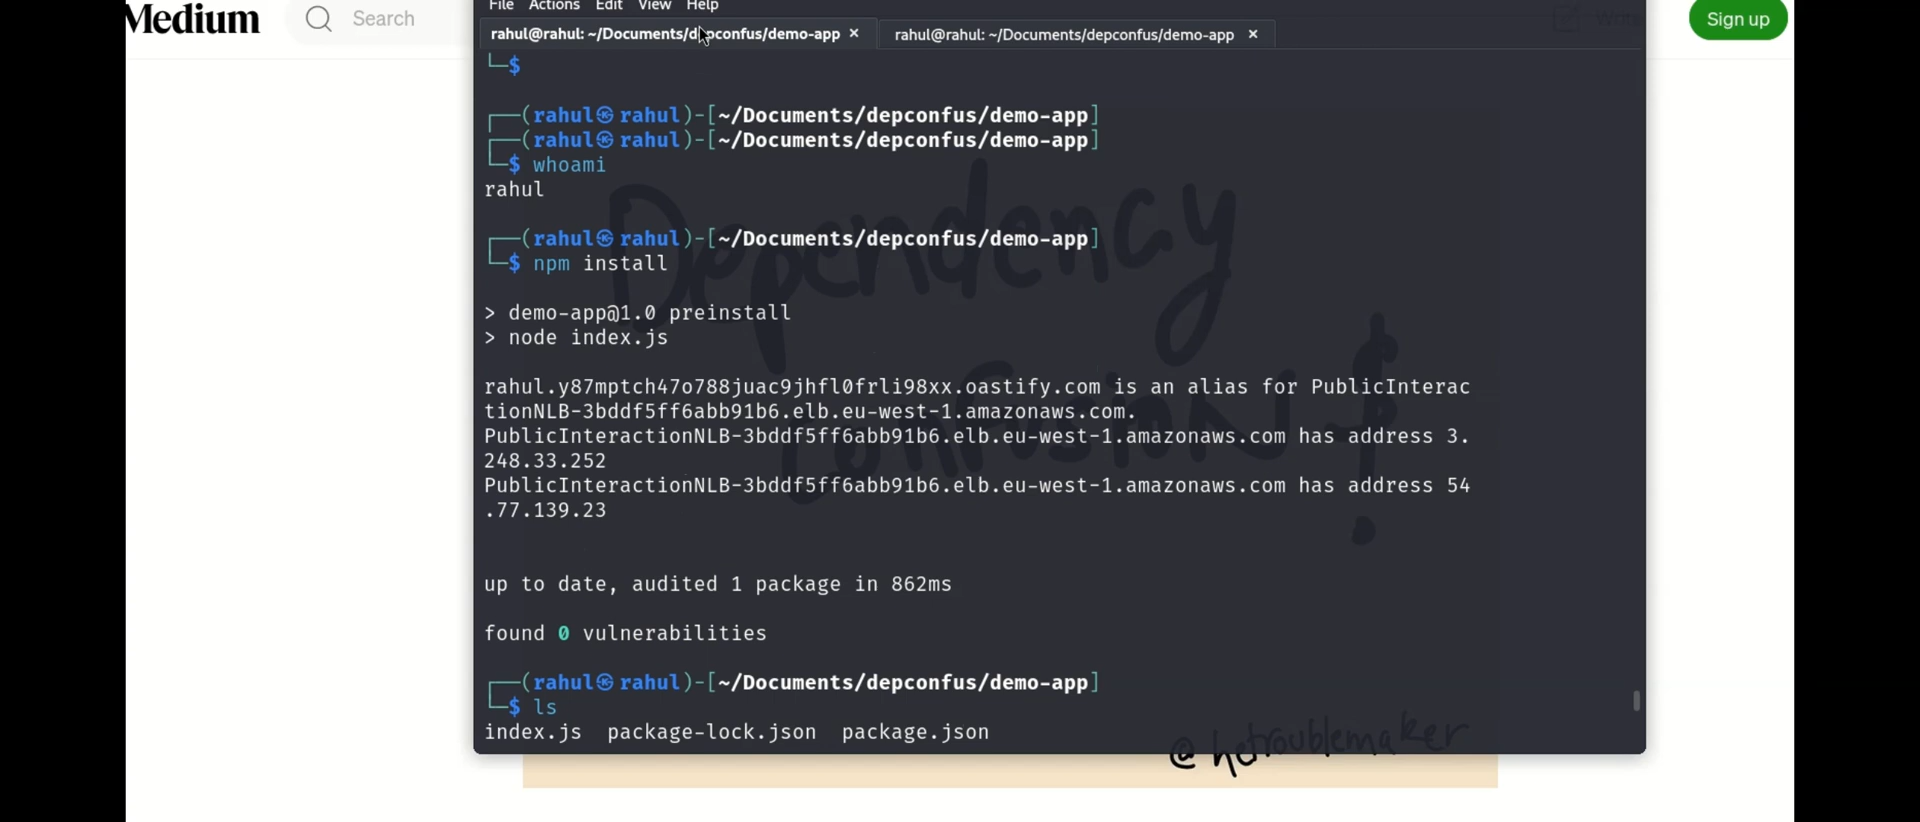 Medium
Search
Write
Sign up
File Actions Edit View Help
rahul@rahul: ~/Documents/depconfus/demo-app × rahul@rahul: ~/Documents/depconfus/demo-app ×
└─$
┌──(rahul㉿rahul)-[~/Documents/depconfus/demo-app]
┌──(rahul㉿rahul)-[~/Documents/depconfus/demo-app]
└─$ whoami
rahul
┌──(rahul㉿rahul)-[~/Documents/depconfus/demo-app]
└─$ npm install
> demo-app@1.0 preinstall
> node index.js
rahul.y87mptch47o788juac9jhfl0frli98xx.oastify.com is an alias for PublicInterac
tionNLB-3bddf5ff6abb91b6.elb.eu-west-1.amazonaws.com.
PublicInteractionNLB-3bddf5ff6abb91b6.elb.eu-west-1.amazonaws.com has address 3.
248.33.252
PublicInteractionNLB-3bddf5ff6abb91b6.elb.eu-west-1.amazonaws.com has address 54
.77.139.23
up to date, audited 1 package in 862ms
found 0 vulnerabilities
┌──(rahul㉿rahul)-[~/Documents/depconfus/demo-app]
└─$ ls
index.js package-lock.json package.json
Dependency
Confusion !
@hetroublemaker